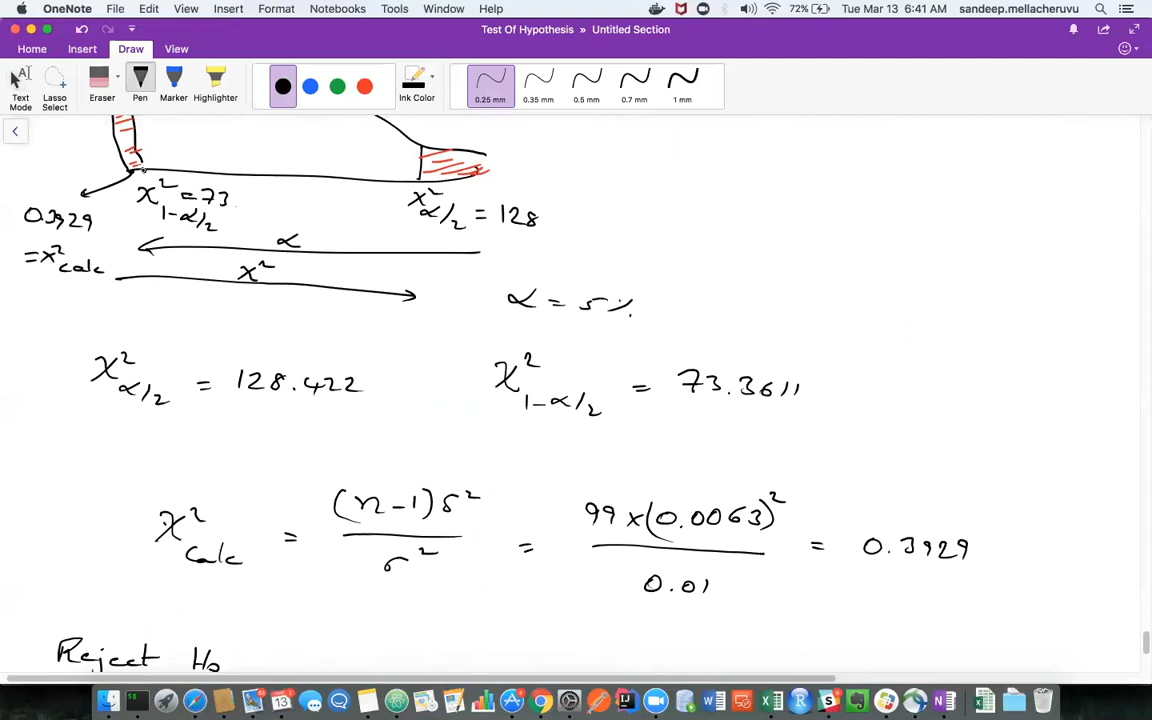 OneNote File Edit View Insert Format Notebooks Tools Window Help 72% Tue Mar 13 6:41 AM sandeep.mellacheruvu
Test Of Hypothesis » Untitled Section
Home Insert Draw View
Text Mode Lasso Select Eraser Pen Marker Highlighter Ink Color 0.25 mm 0.35 mm 0.5 mm 0.7 mm 1 mm
χ²₁₋α/₂ = 73
χ²α/₂ = 128
0.3929
= χ²calc
α
χ²
α = 5%
χ²α/₂ = 128.422
χ²₁₋α/₂ = 73.3611
χ²calc = (n-1)s² / σ² = 99 x (0.0063)² / 0.01 = 0.3929
Reject H₀